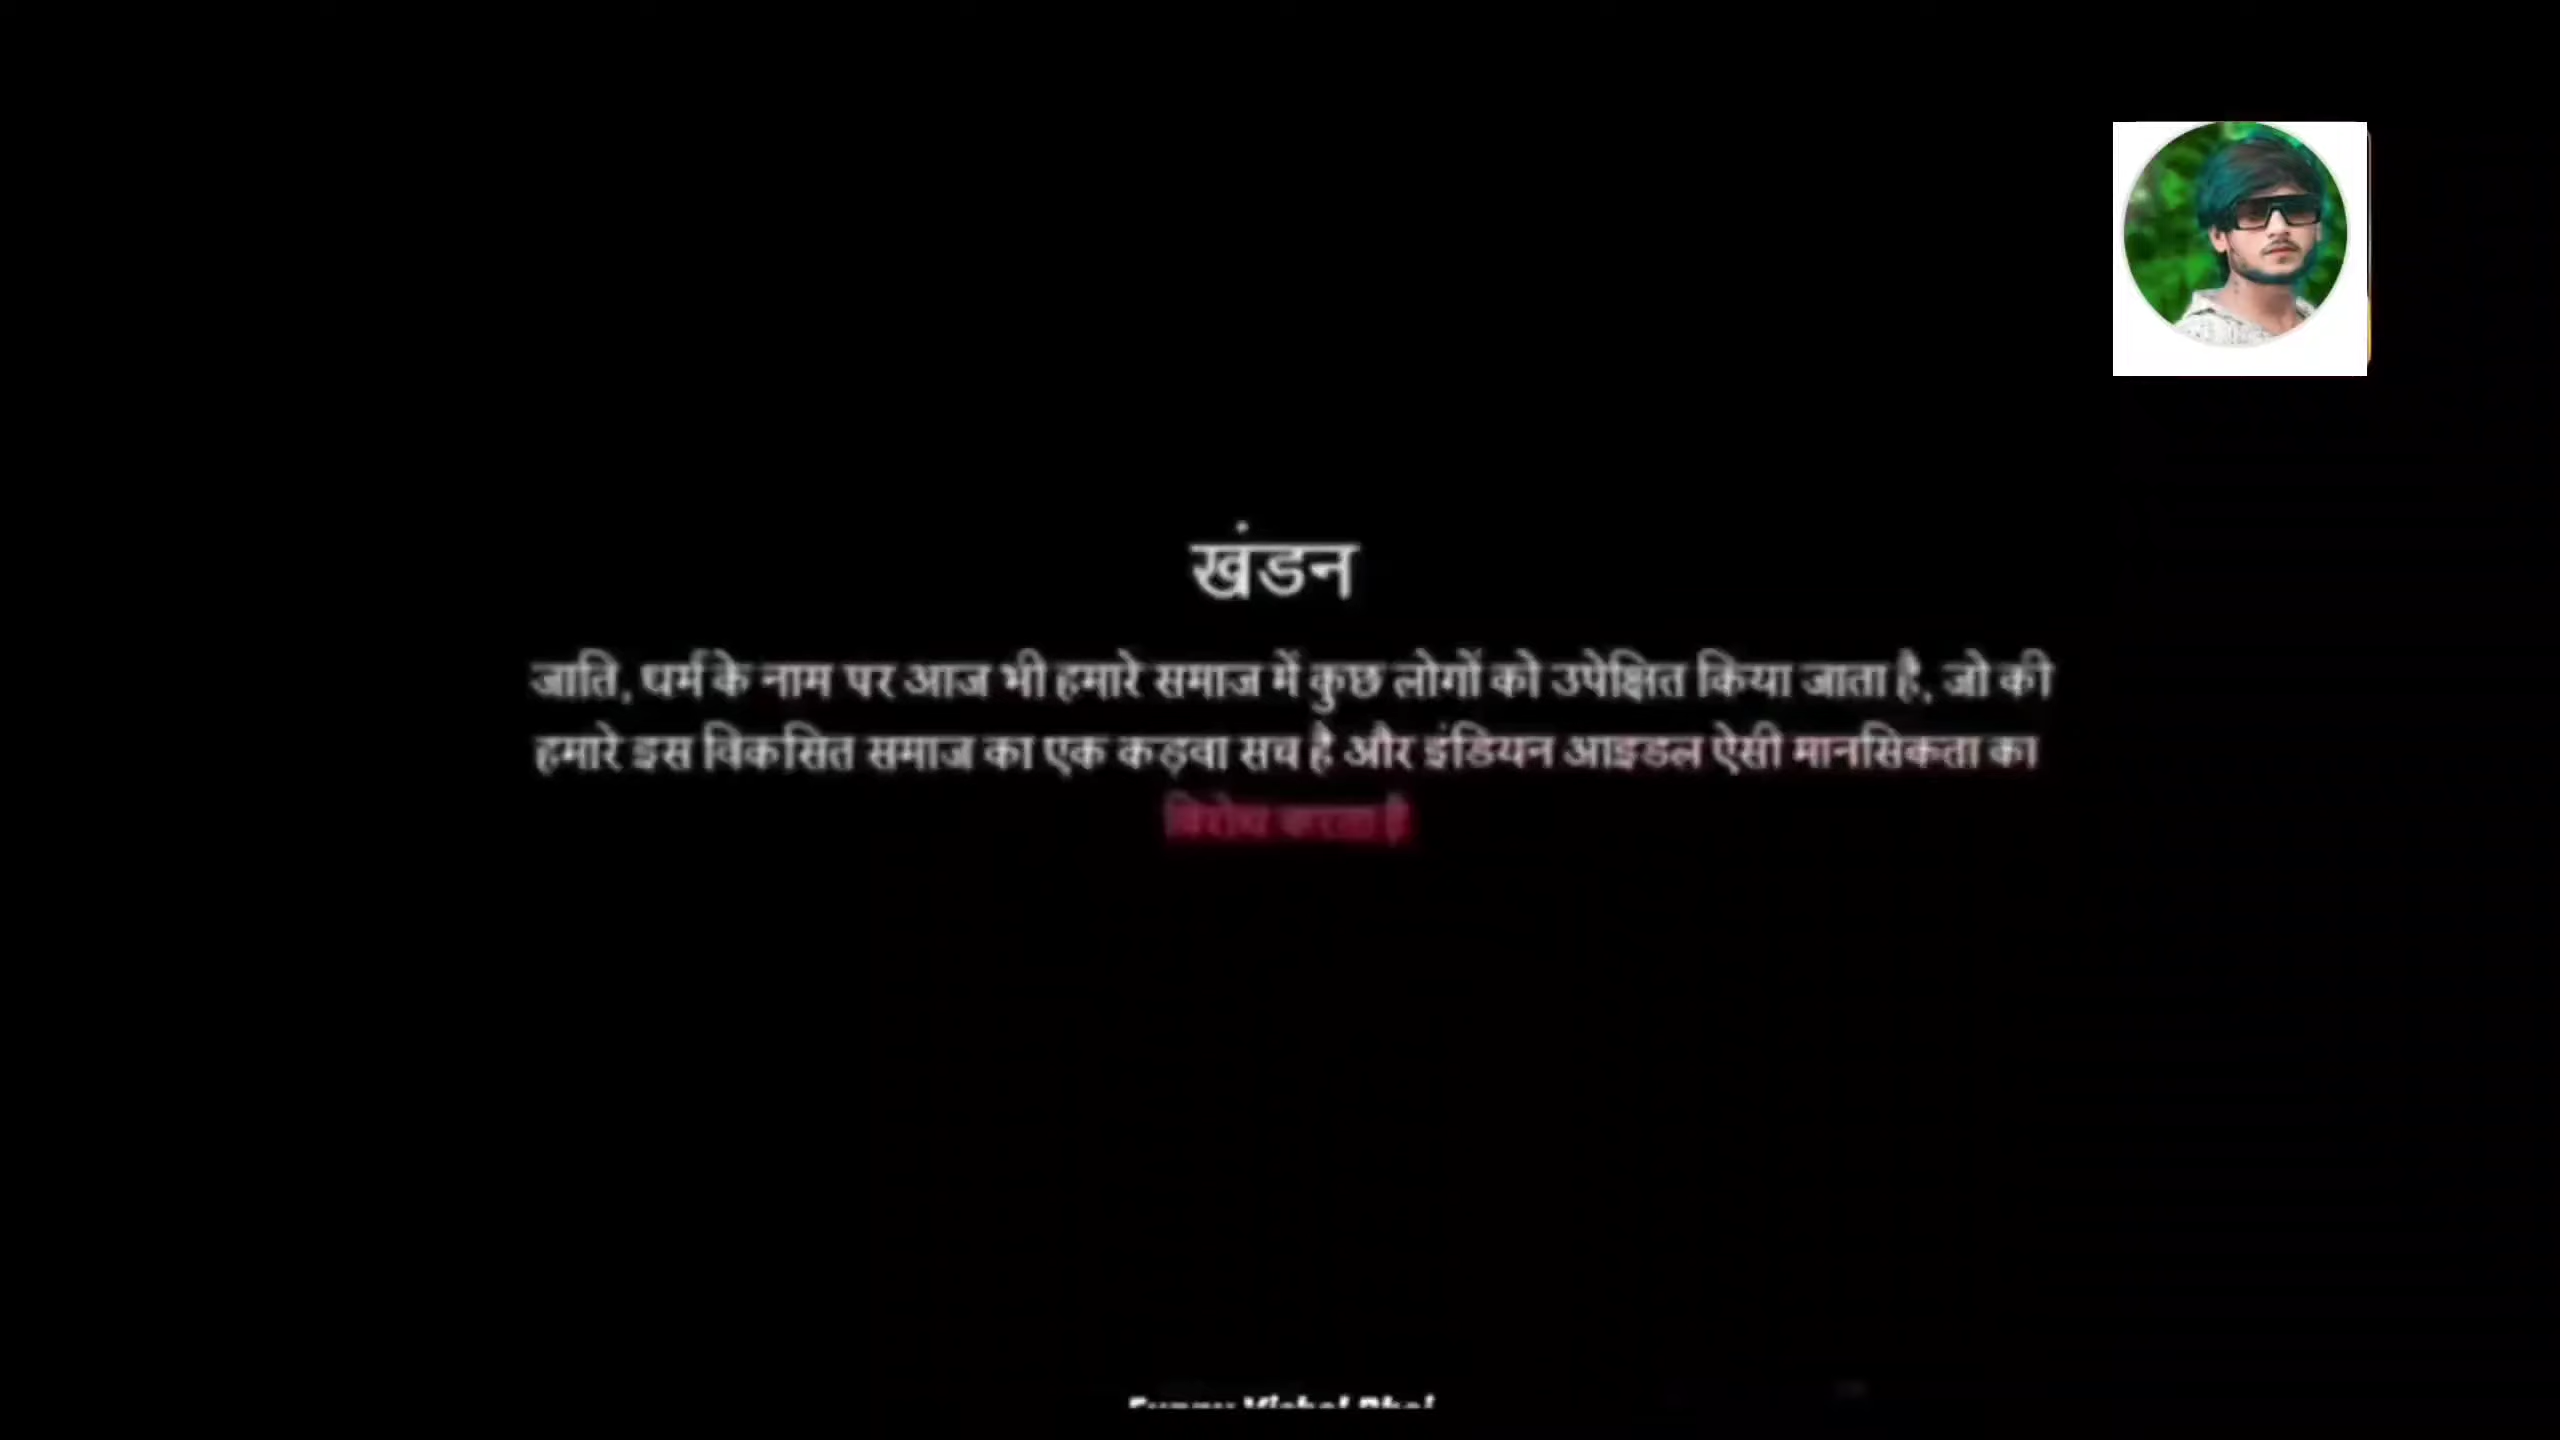 खंडन
जाति, धर्म के नाम पर आज भी हमारे समाज में कुछ लोगों को उपेक्षित किया जाता है, जो की
हमारे इस विकसित समाज का एक कड़वा सच है और इंडियन आइडल ऐसी मानसिकता का
विरोध करता है